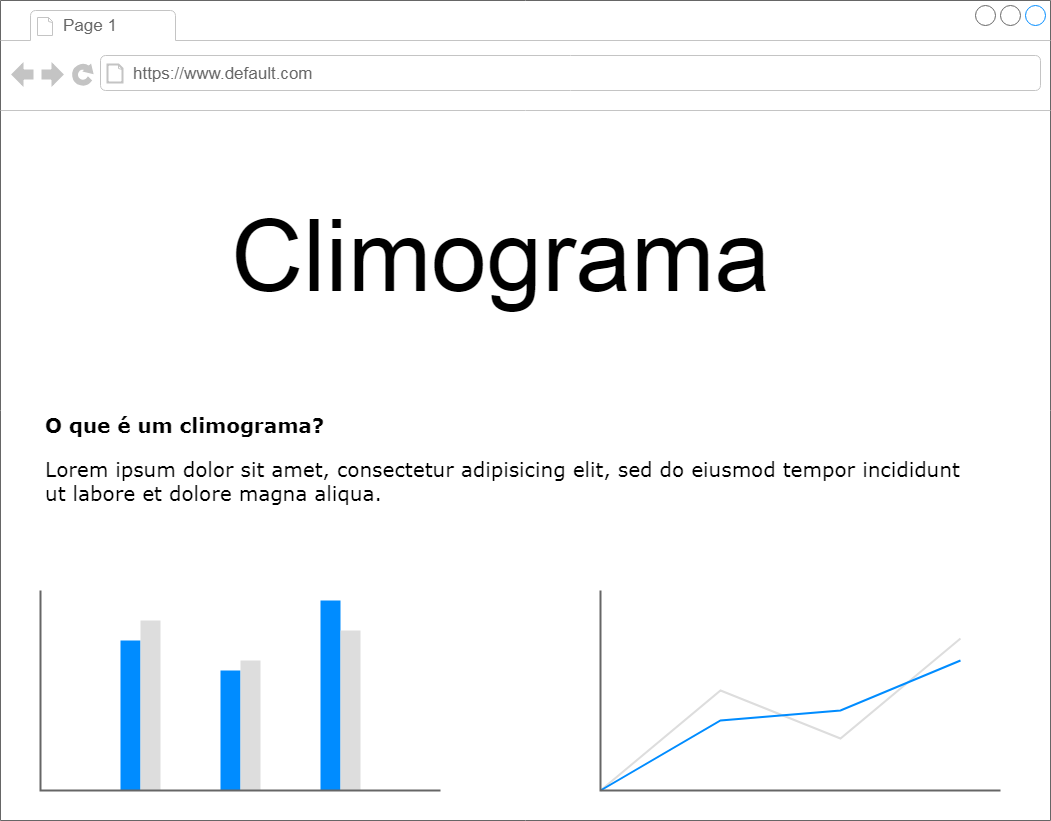 Page 1
https://www.default.com
Climograma
O que é um climograma?
Lorem ipsum dolor sit amet, consectetur adipisicing elit, sed do eiusmod tempor incididunt
ut labore et dolore magna aliqua.